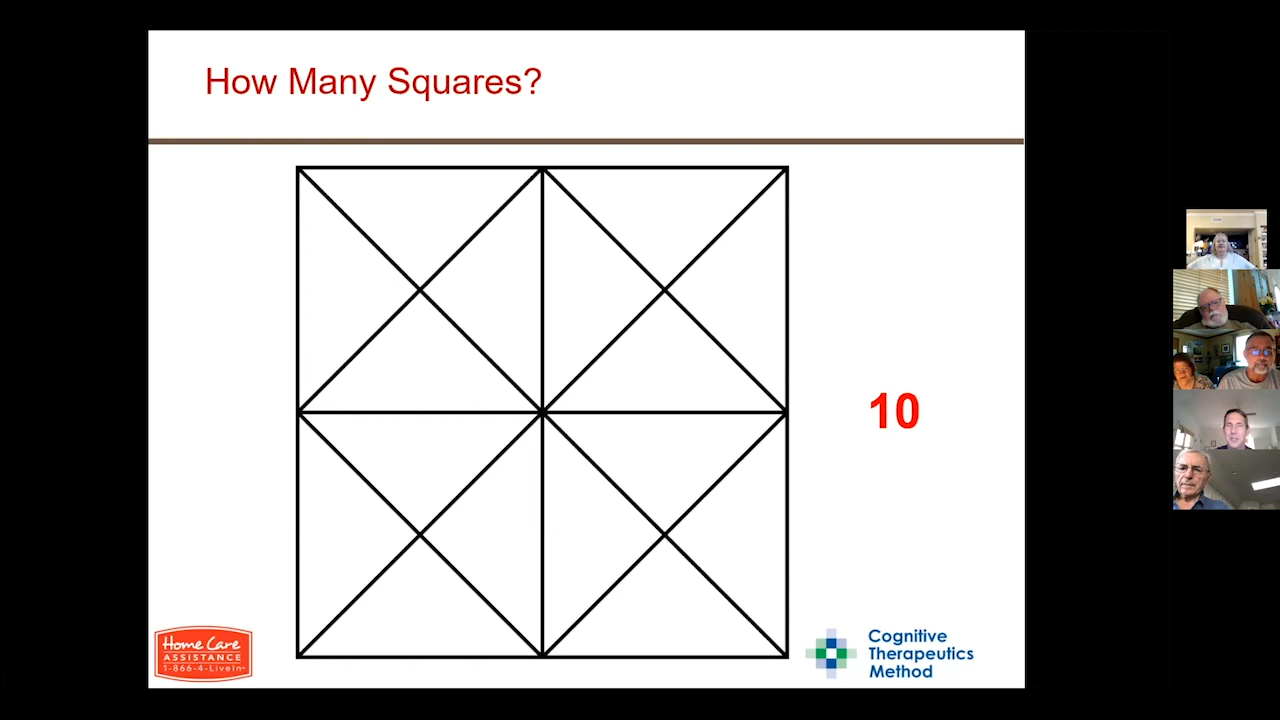 How Many Squares?
10
Home Care
ASSISTANCE
1-866-4-LiveIn
Cognitive
Therapeutics
Method